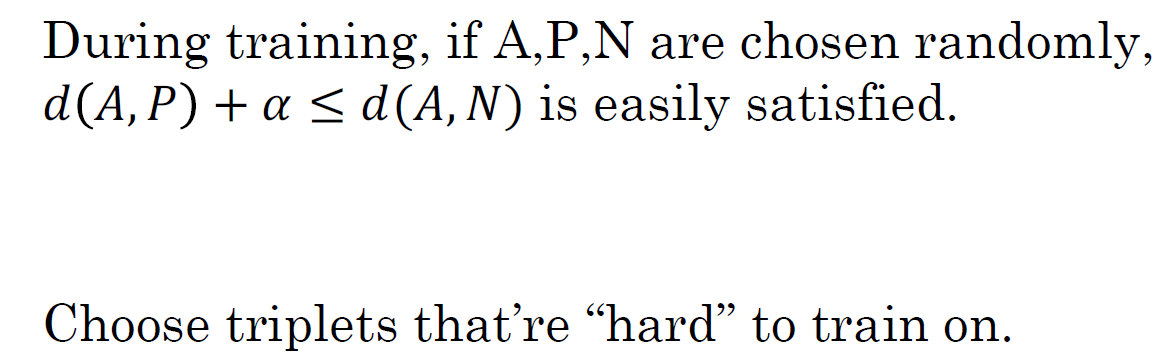 During training, if A,P,N are chosen randomly,
d(A, P) + α ≤ d(A, N) is easily satisfied.
Choose triplets that’re “hard” to train on.